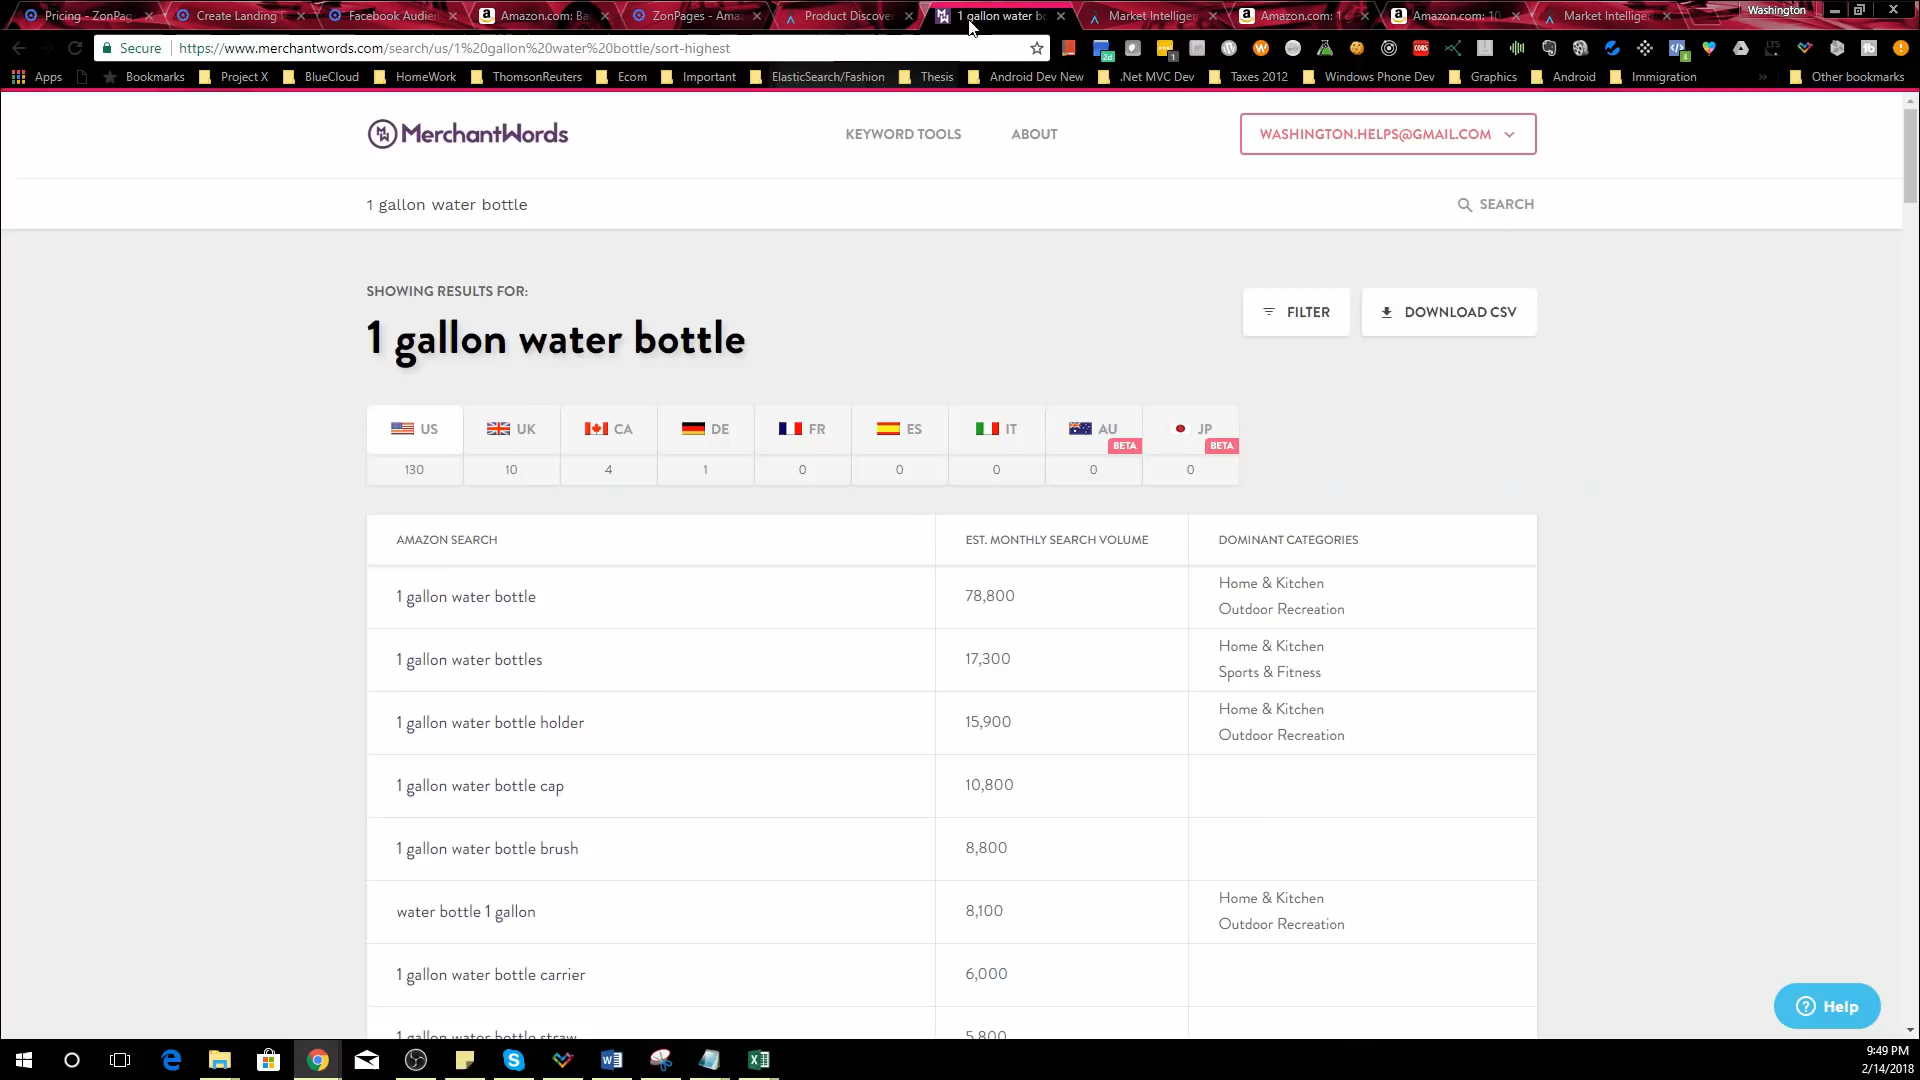 Pricing - ZonPag
Create Landing
Facebook Audien
Amazon.com: Ba
ZonPages - Amaz
Product Discove
1 gallon water bo
Market Intelligen
Amazon.com: 1
Amazon.com: 10
Market Intelligen
Washington
Secure
https://www.merchantwords.com/search/us/1%20gallon%20water%20bottle/sort-highest
Apps
Bookmarks
Project X
BlueCloud
HomeWork
ThomsonReuters
Ecom
Important
ElasticSearch/Fashion
Thesis
Android Dev New
.Net MVC Dev
Taxes 2012
Windows Phone Dev
Graphics
Android
Immigration
Other bookmarks
MerchantWords
KEYWORD TOOLS
ABOUT
WASHINGTON.HELPS@GMAIL.COM
1 gallon water bottle
SEARCH
SHOWING RESULTS FOR:
1 gallon water bottle
FILTER
DOWNLOAD CSV
US UK CA DE FR ES IT AU JP
BETA BETA
130 10 4 1 0 0 0 0 0
AMAZON SEARCH EST. MONTHLY SEARCH VOLUME DOMINANT CATEGORIES
1 gallon water bottle 78,800 Home & Kitchen
Outdoor Recreation
1 gallon water bottles 17,300 Home & Kitchen
Sports & Fitness
1 gallon water bottle holder 15,900 Home & Kitchen
Outdoor Recreation
1 gallon water bottle cap 10,800
1 gallon water bottle brush 8,800
water bottle 1 gallon 8,100 Home & Kitchen
Outdoor Recreation
1 gallon water bottle carrier 6,000
1 gallon water bottle straw 5,800
Help
9:49 PM
2/14/2018